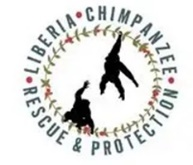 LIBERIA • CHIMPANZEE •
RESCUE & PROTECTION